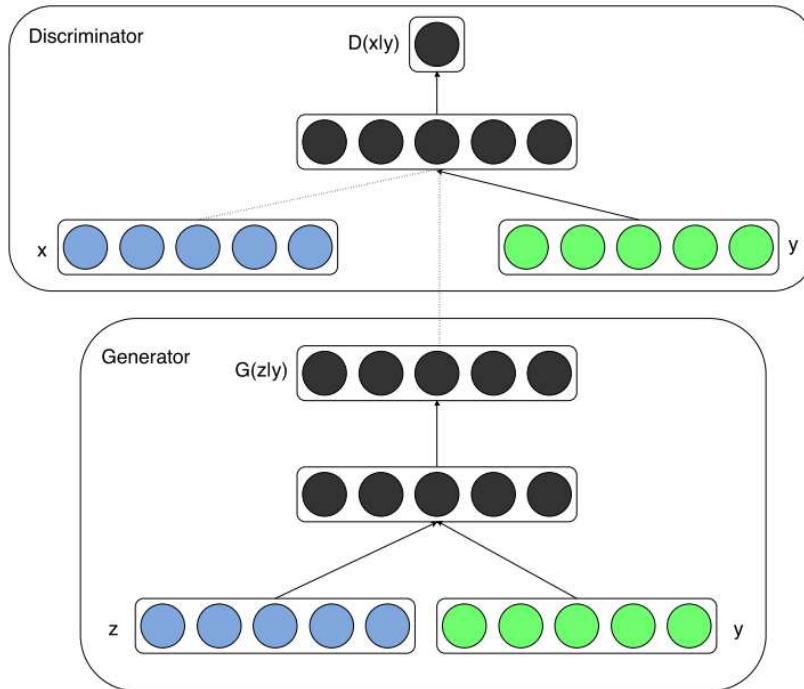 Discriminator
D(x|y)
x
y
Generator
G(z|y)
z
y